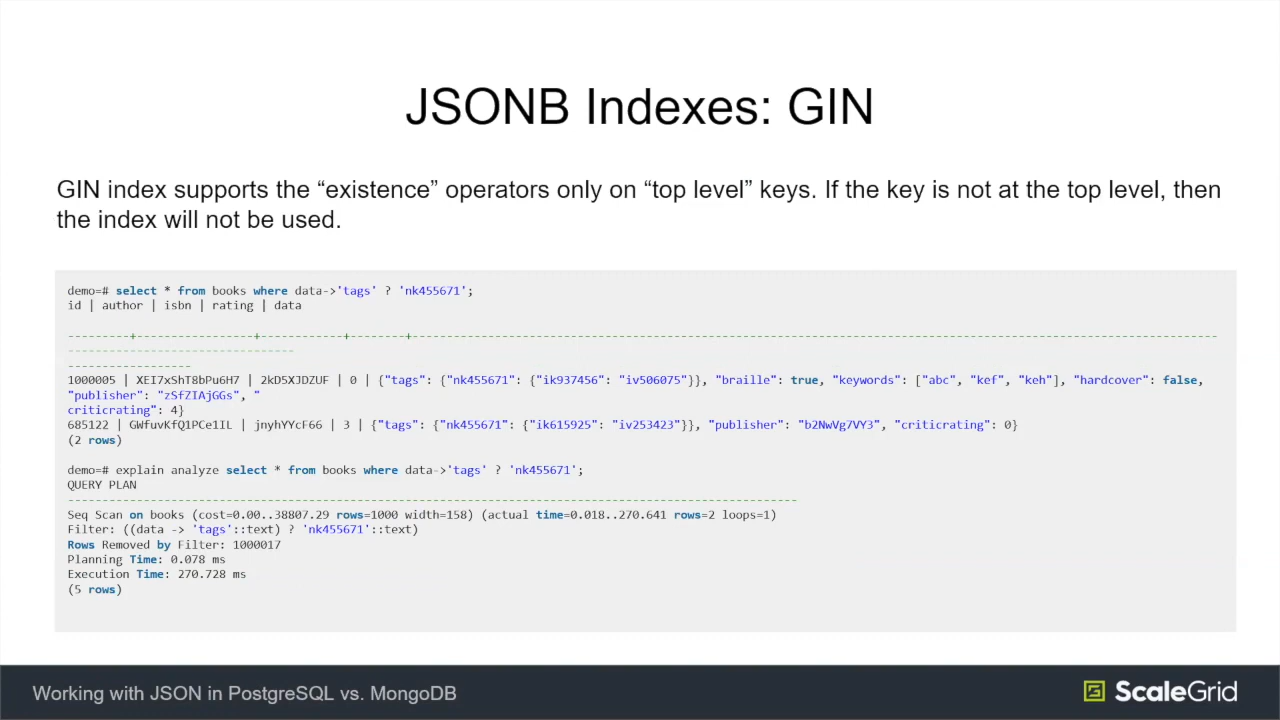 JSONB Indexes: GIN
GIN index supports the “existence” operators only on “top level” keys. If the key is not at the top level, then
the index will not be used.
demo=# select * from books where data->'tags' ? 'nk455671';
id | author | isbn | rating | data
---------+----------------+-----------+--------+---------------------------------------------------------------------------------------------------------------------
---------------------------------
------------------
1000005 | XEI7xShT8bPu6H7 | 2kD5XJDZUF | 0 | {"tags": {"nk455671": {"ik937456": "iv506075"}}, "braille": true, "keywords": ["abc", "kef", "keh"], "hardcover": false,
"publisher": "zSfZIAjGGs", "
criticrating": 4}
685122 | GWfuvKfQ1PCe1IL | jnyhYYcF66 | 3 | {"tags": {"nk455671": {"ik615925": "iv253423"}}, "publisher": "b2NwVg7VY3", "criticrating": 0}
(2 rows)
demo=# explain analyze select * from books where data->'tags' ? 'nk455671';
QUERY PLAN
----------------------------------------------------------------------------------------------------------
Seq Scan on books (cost=0.00..38807.29 rows=1000 width=158) (actual time=0.018..270.641 rows=2 loops=1)
Filter: ((data -> 'tags'::text) ? 'nk455671'::text)
Rows Removed by Filter: 1000017
Planning Time: 0.078 ms
Execution Time: 270.728 ms
(5 rows)
Working with JSON in PostgreSQL vs. MongoDB
ScaleGrid